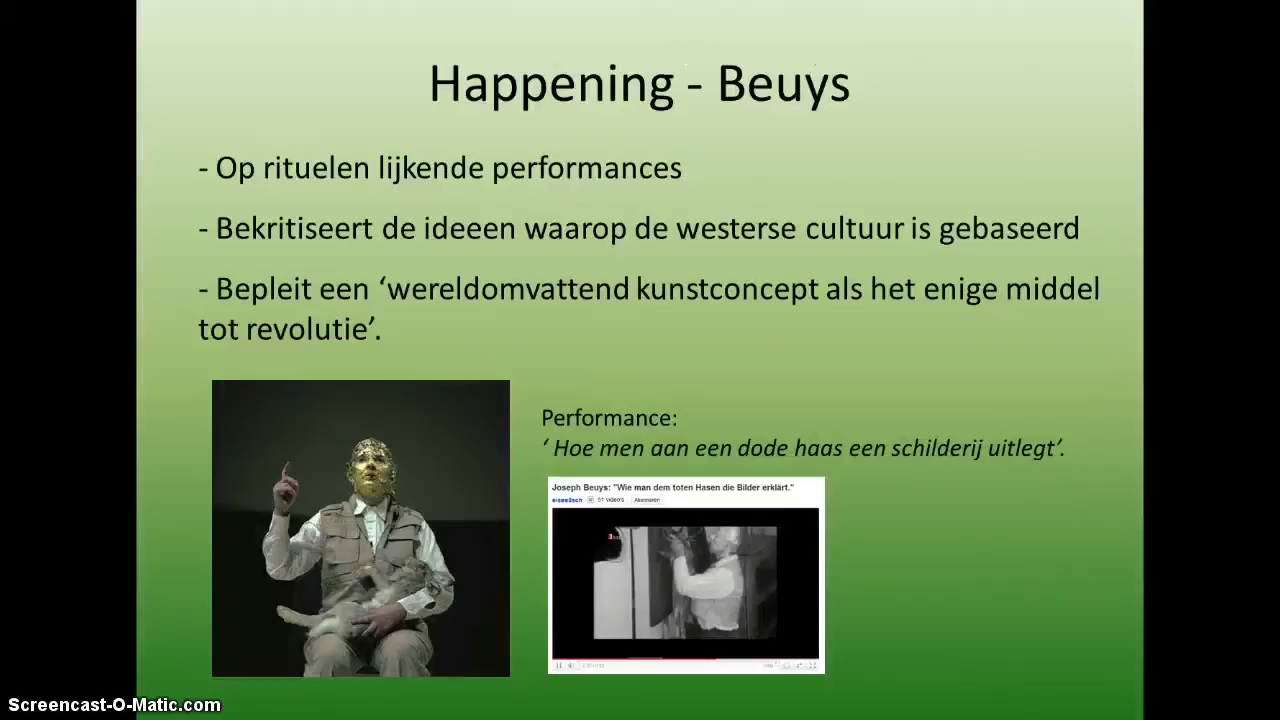 Happening - Beuys
- Op rituelen lijkende performances
- Bekritiseert de ideeen waarop de westerse cultuur is gebaseerd
- Bepleit een ‘wereldomvattend kunstconcept als het enige middel
tot revolutie’.
Performance:
‘ Hoe men aan een dode haas een schilderij uitlegt’.
Joseph Beuys: "Wie man dem toten Hasen die Bilder erklärt."
51 video's Abonneren
Screencast-O-Matic.com